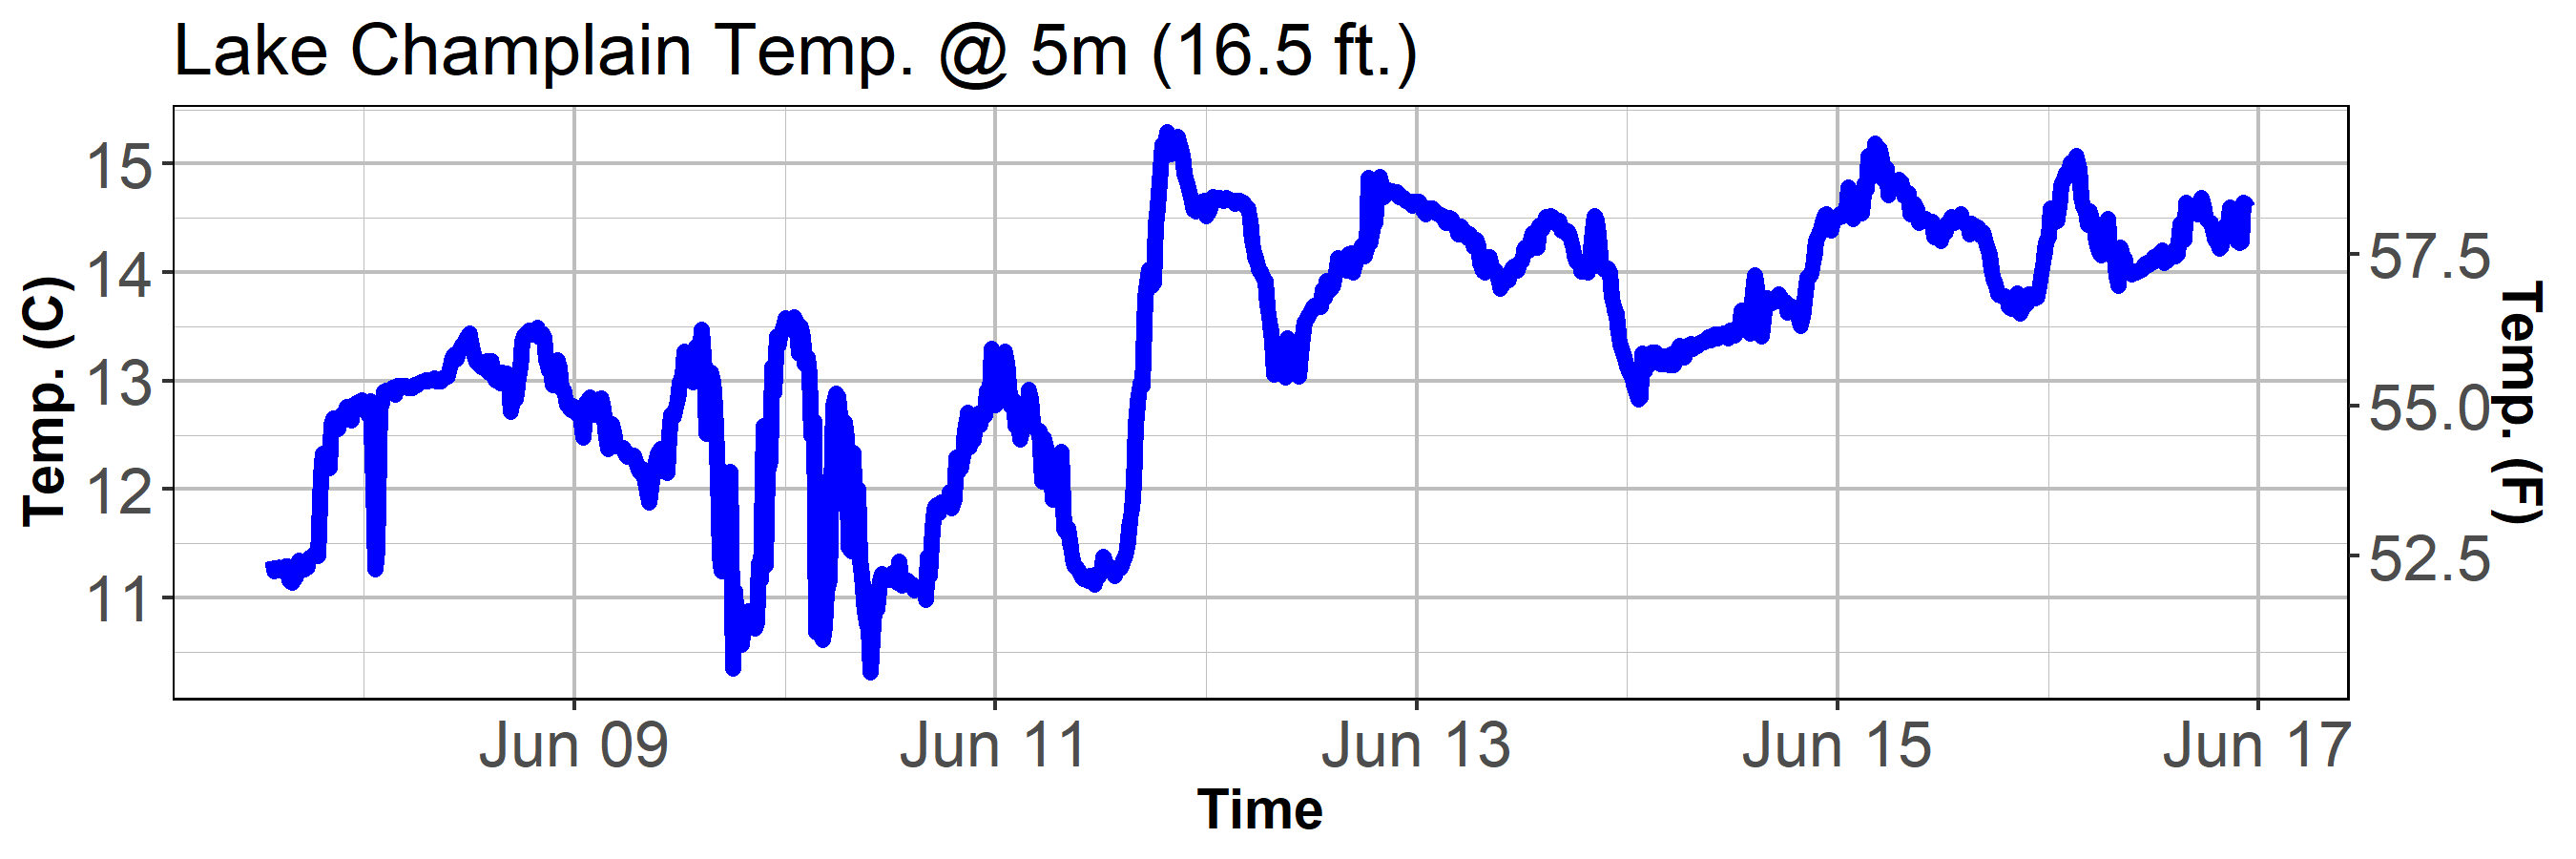 Lake Champlain Temp. @ 5m (16.5 ft.)
Temp. (C)
15
14
13
12
11
57.5
55.0
52.5
Temp. (F)
Jun 09 Jun 11 Jun 13 Jun 15 Jun 17
Time